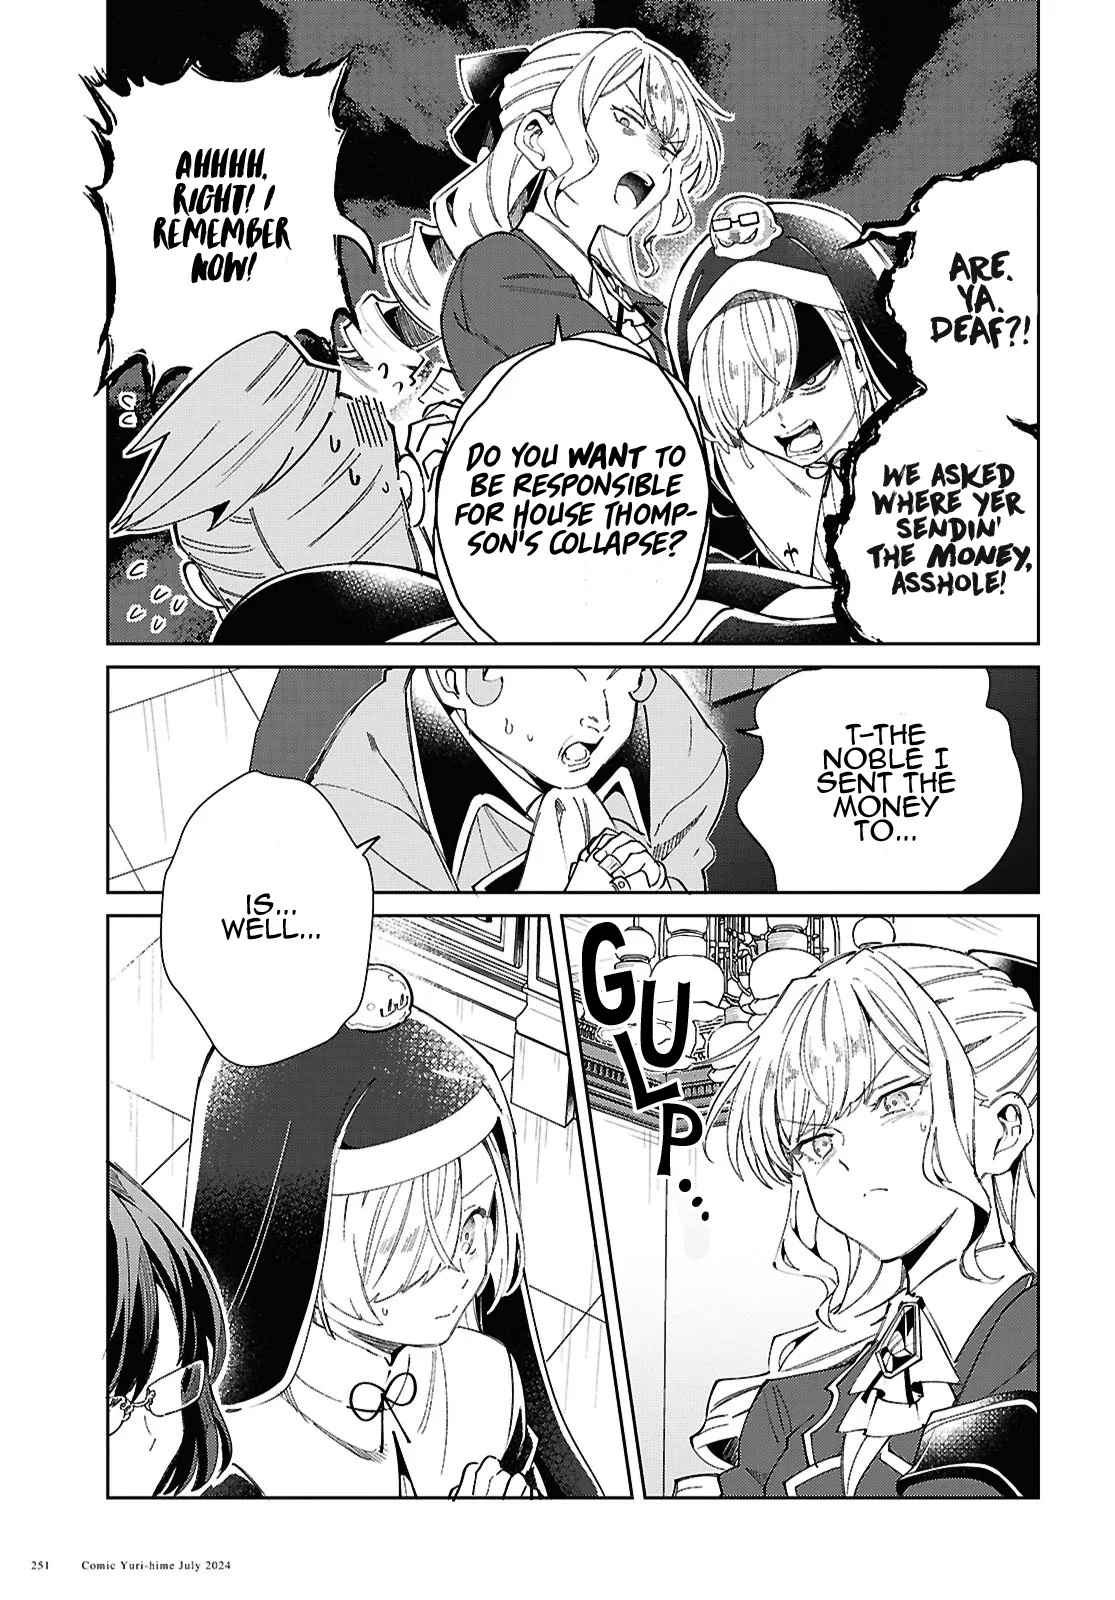 ARE.
YA.
DEAF?!
WE ASKED
WHERE YER
SENDIN'
THE MONEY,
ASSHOLE!
DO YOU WANT TO
BE RESPONSIBLE
FOR HOUSE THOMP-
SON'S COLLAPSE?
AHHHH,
RIGHT! I
REMEMBER
NOW!
T-THE
NOBLE I
SENT THE
MONEY
TO...
GULP...
IS...
WELL...
251 Comic Yuri-hime July 2024